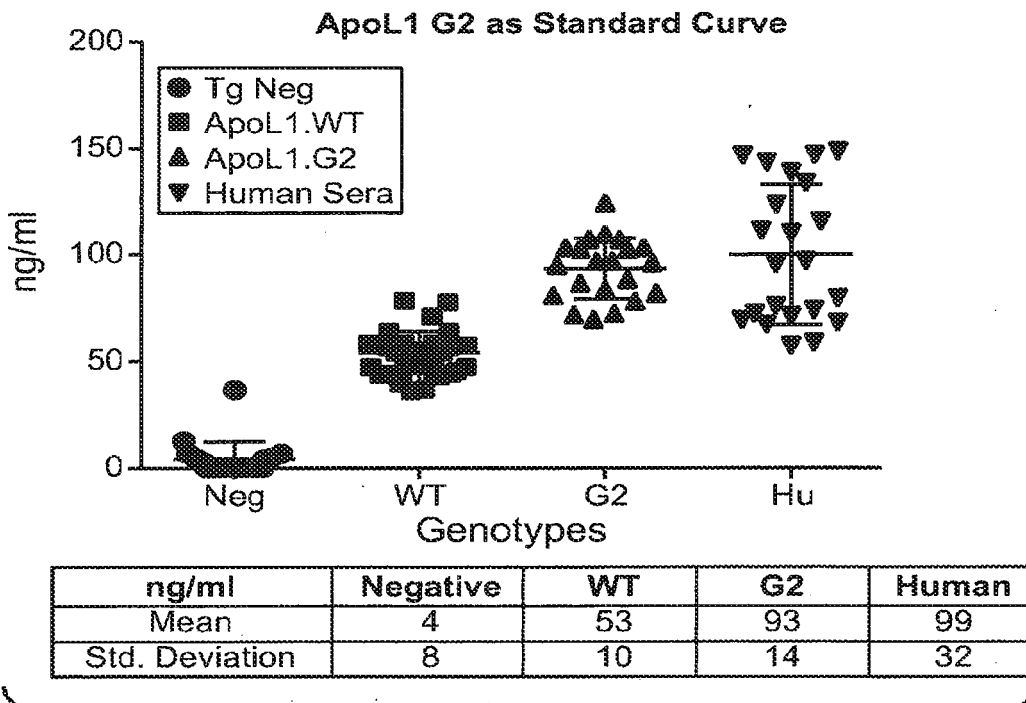 ApoL1 G2 as Standard Curve
200
150
100
50
0
ng/ml
Tg Neg
ApoL1.WT
ApoL1.G2
Human Sera
Neg WT G2 Hu
Genotypes
ng/ml Negative WT G2 Human
Mean 4 53 93 99
Std. Deviation 8 10 14 32